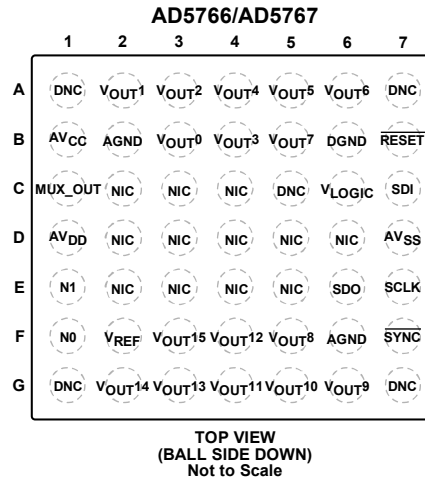 AD5766/AD5767
1 2 3 4 5 6 7
A DNC VOUT1 VOUT2 VOUT4 VOUT5 VOUT6 DNC
B AVCC AGND VOUT0 VOUT3 VOUT7 DGND RESET
C MUX_OUT NIC NIC NIC DNC VLOGIC SDI
D AVDD NIC NIC NIC NIC NIC AVSS
E N1 NIC NIC NIC NIC SDO SCLK
F N0 VREF VOUT15 VOUT12 VOUT8 AGND SYNC
G DNC VOUT14 VOUT13 VOUT11 VOUT10 VOUT9 DNC
TOP VIEW
(BALL SIDE DOWN)
Not to Scale